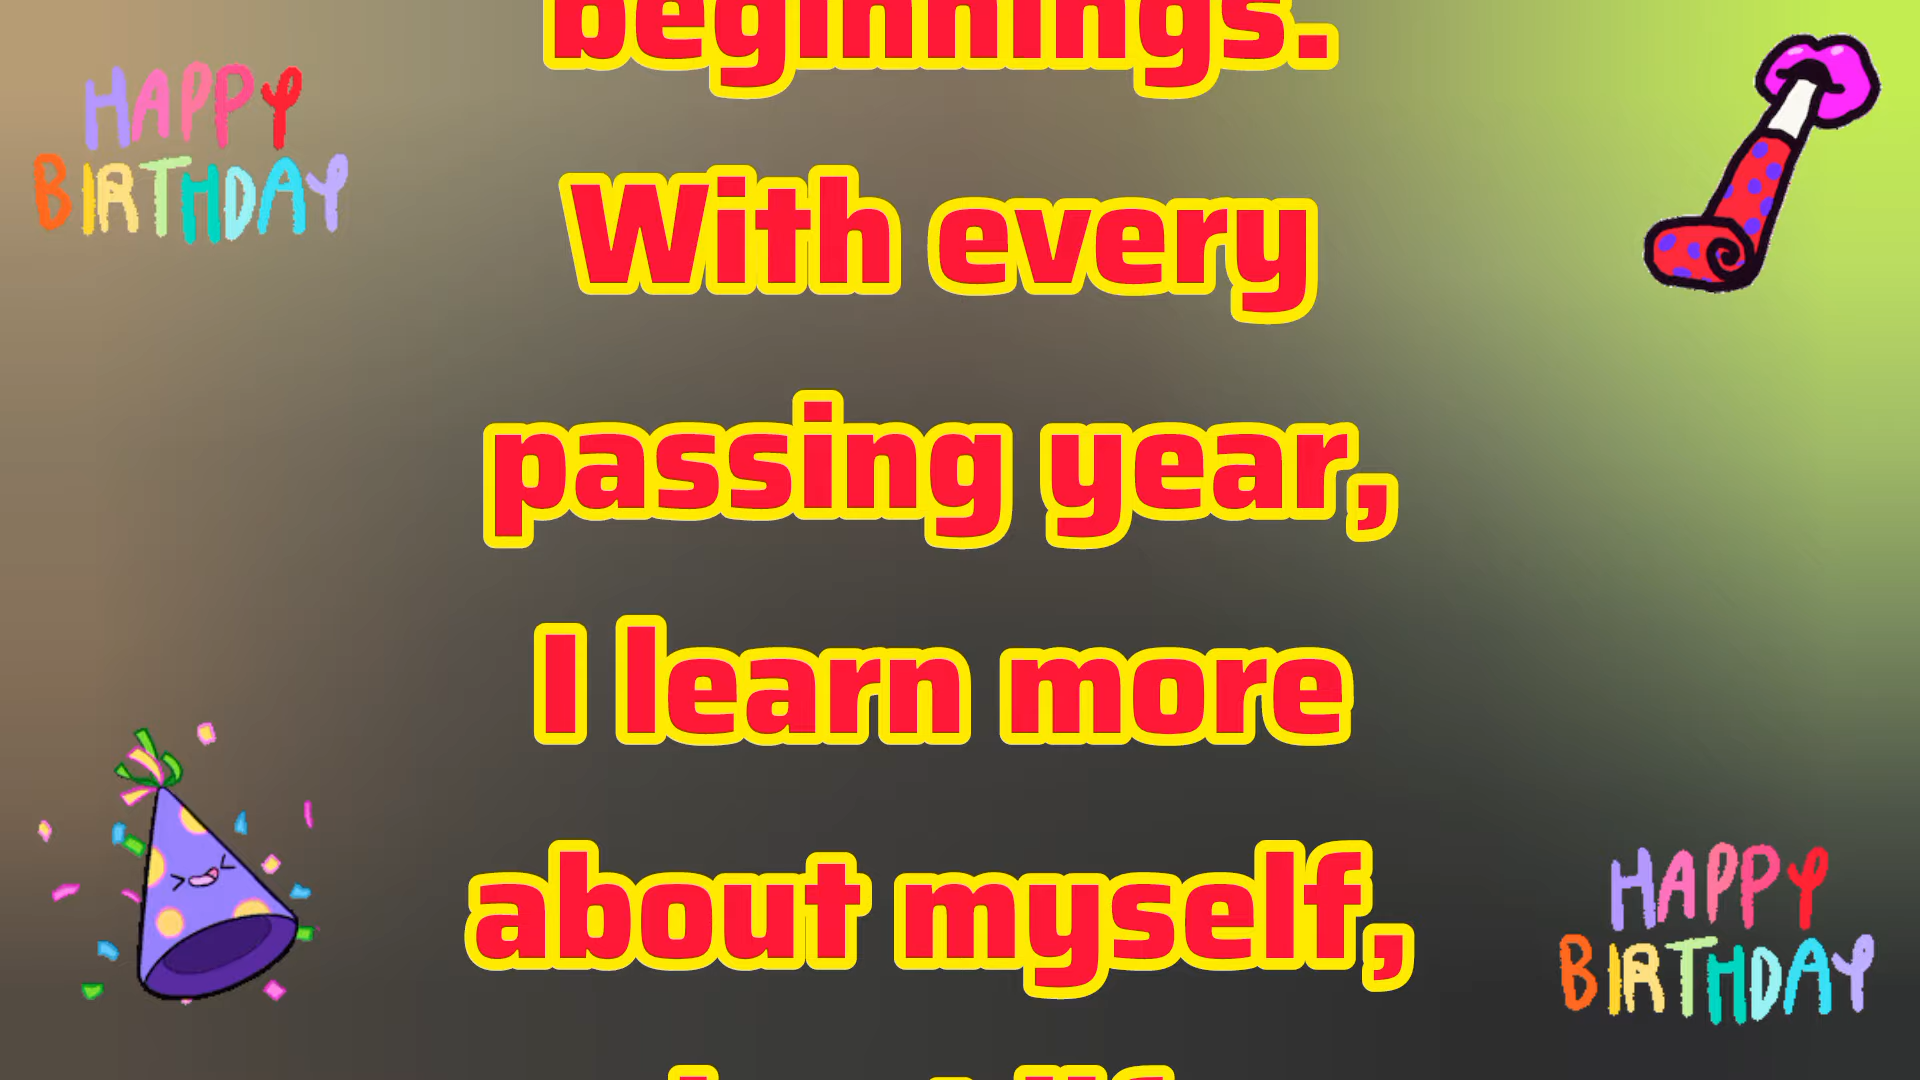 beginnings.
HAPPY
BIRTHDAY
With every
passing year,
I learn more
about myself,
HAPPY
BIRTHDAY